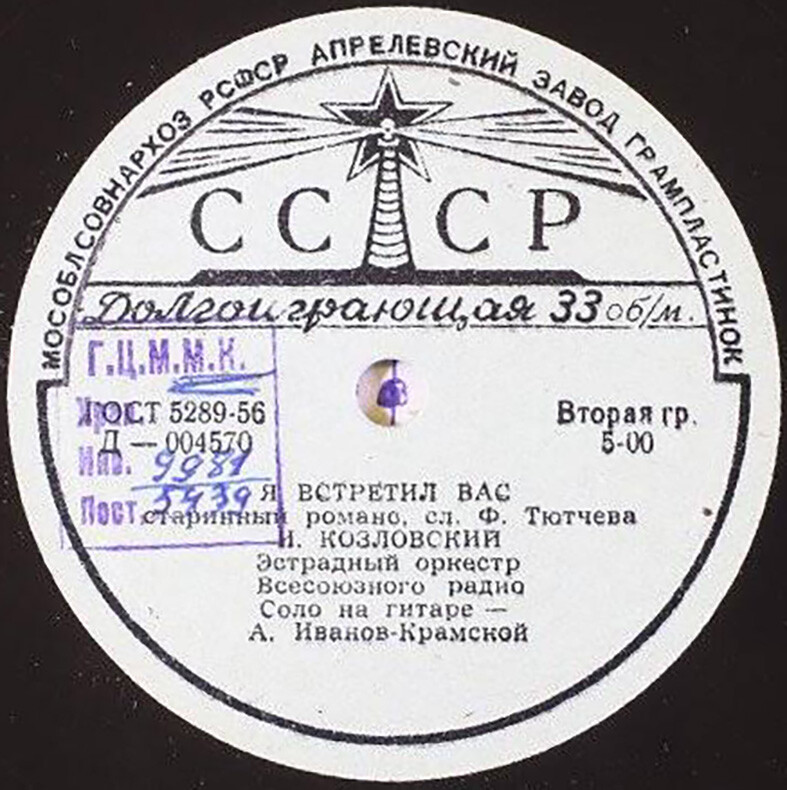 МОСОБЛСОВНАРХОЗ РСФСР АПРЕЛЕВСКИЙ ЗАВОД ГРАМПЛАСТИНОК
СССР
Долгоиграющая 33 об/м.
Г.Ц.М.М.К.
ГОСТ 5289-56
Вторая гр.
Д — 004570
5-00
Инв. 9981
Пост. 5939
Я ВСТРЕТИЛ ВАС
старинный романс, сл. Ф. Тютчева
И. КОЗЛОВСКИЙ
Эстрадный оркестр
Всесоюзного радио
Соло на гитаре —
А. Иванов-Крамской